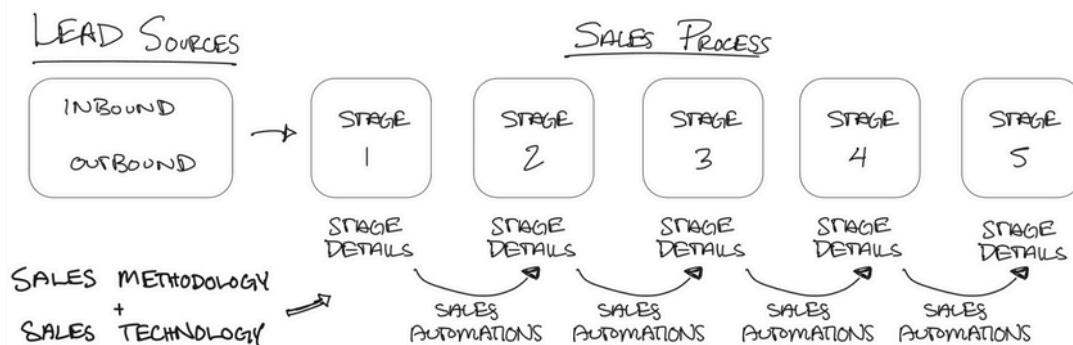 LEAD SOURCES
SALES PROCESS
INBOUND
OUTBOUND
STAGE
1
STAGE
2
STAGE
3
STAGE
4
STAGE
5
STAGE
DETAILS
STAGE
DETAILS
STAGE
DETAILS
STAGE
DETAILS
STAGE
DETAILS
SALES METHODOLOGY
+
SALES TECHNOLOGY
SALES
AUTOMATIONS
SALES
AUTOMATIONS
SALES
AUTOMATIONS
SALES
AUTOMATIONS